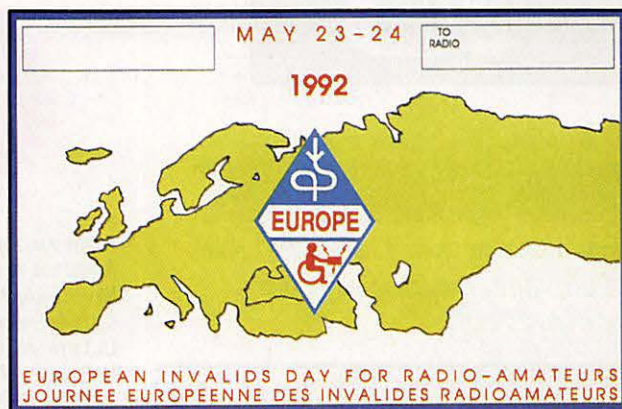 MAY 23-24
TO
RADIO
1992
EUROPE
EUROPEAN INVALIDS DAY FOR RADIO-AMATEURS
JOURNEE EUROPEENNE DES INVALIDES RADIOAMATEURS